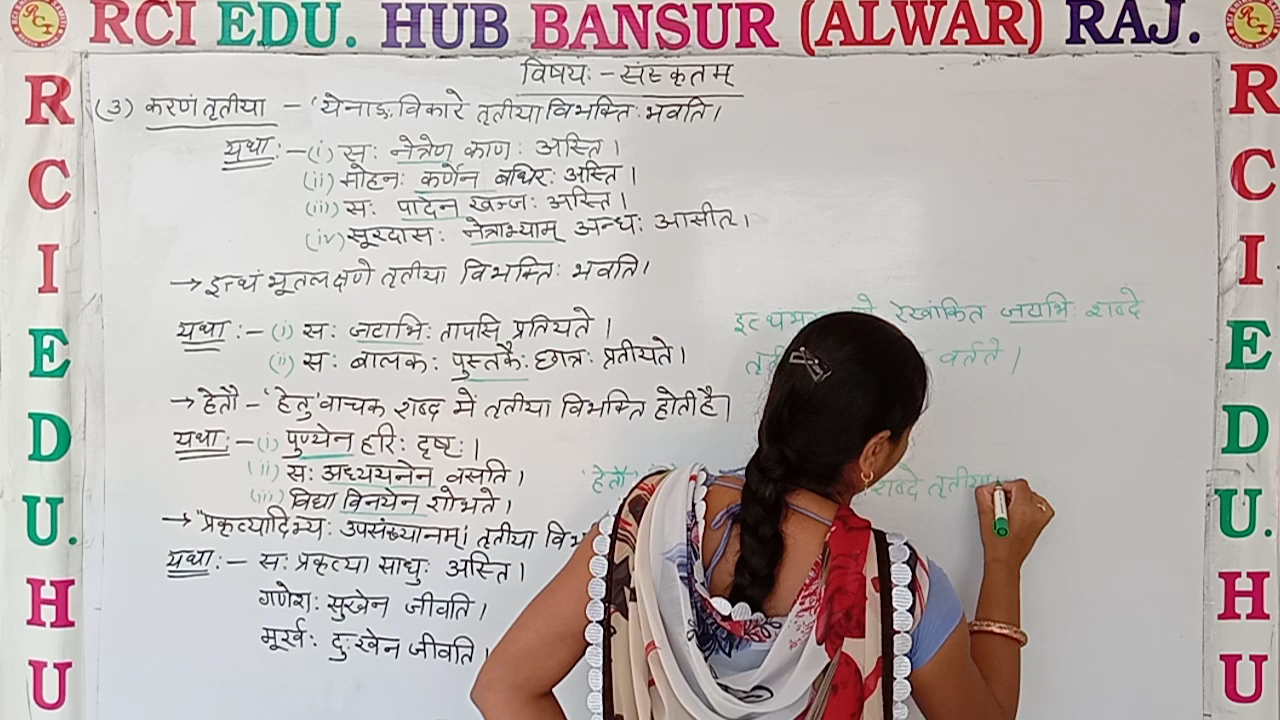 RCI EDU. HUB BANSUR (ALWAR) RAJ.
R C I E D U. H U
विषयः - संस्कृतम्
(3) करणं तृतीया - 'येनाङ्ग.विकारे तृतीया विभक्तिः भवति।
यथा :- (i) सः नेत्रेण काणः अस्ति।
(ii) मोहनः कर्णेन बधिरः अस्ति।
(iii) सः पादेन खञ्जः अस्ति।
(iv) सूरदासः नेत्राभ्याम् अन्धः आसीत्।
→ इत्थं भूतलक्षणे तृतीया विभक्तिः भवति।
यथा :- (i) सः जटाभिः तापसि प्रतियते।
(ii) सः बालकः पुस्तकैः छात्रः प्रतीयते।
रेखांकित जटाभिः शब्दे
वर्तते।
→ हेतौ - 'हेतु' वाचक शब्द में तृतीया विभक्ति होती है।
यथा :- (i) पुण्येन हरिः दृष्टः।
(ii) सः अध्ययनेन वसति।
(iii) विद्या विनयेन शोभते।
'हेतौ' शब्दे तृतीया
→ "प्रकृत्यादिभ्यः उपसंख्यानम्। तृतीया
यथा :- सः प्रकृत्या साधुः अस्ति।
गणेशः सुखेन जीवति।
मूर्खः दुःखेन जीवति।
R C I E D U. H U